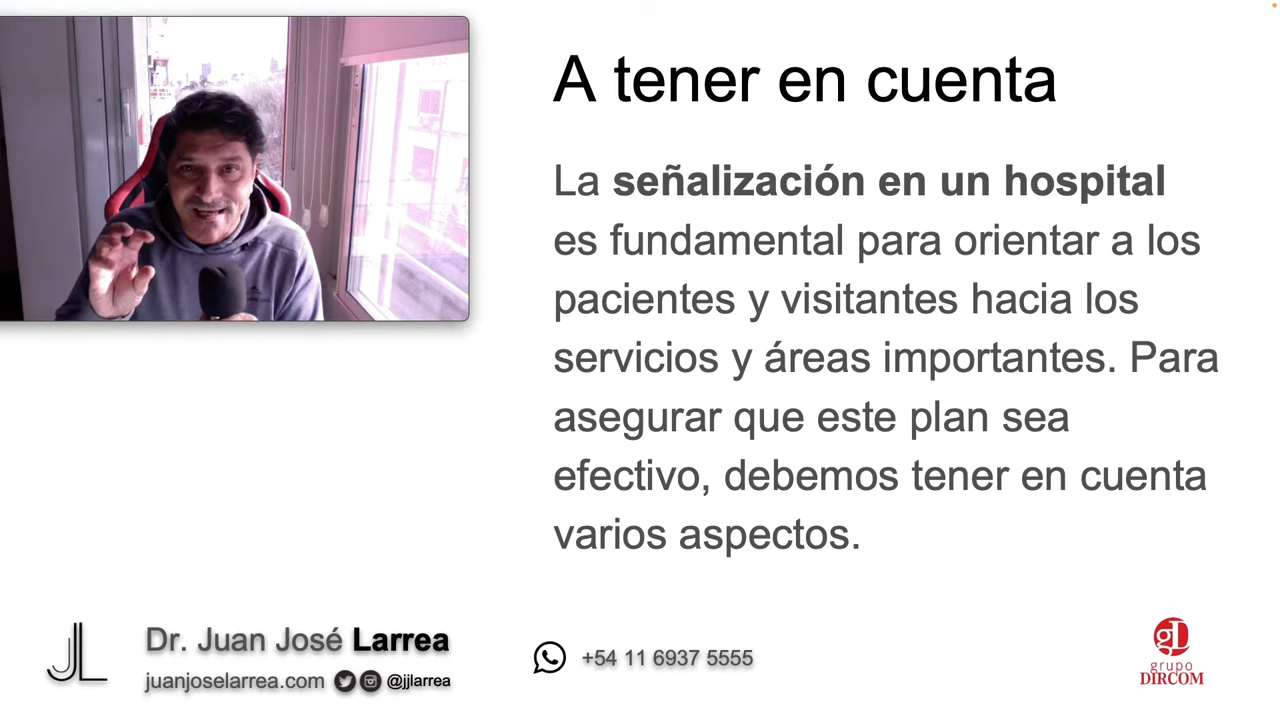 A tener en cuenta
La señalización en un hospital
es fundamental para orientar a los
pacientes y visitantes hacia los
servicios y áreas importantes. Para
asegurar que este plan sea
efectivo, debemos tener en cuenta
varios aspectos.
JL
Dr. Juan José Larrea
juanjoselarrea.com @jjlarrea
+54 11 6937 5555
gD
grupo
DIRCOM